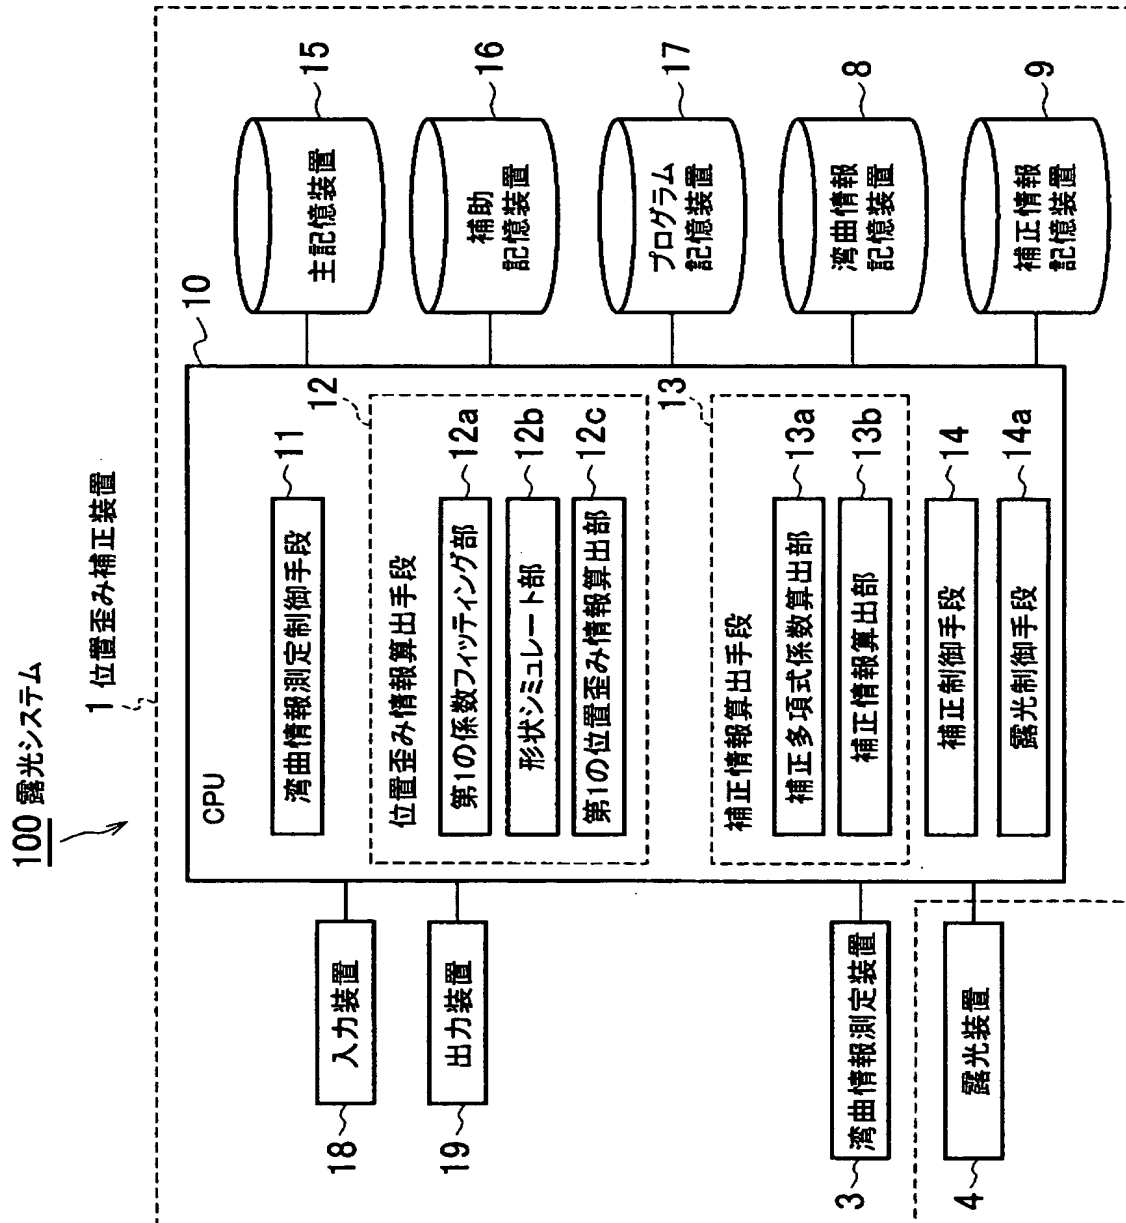 100 露光システム
1 位置歪み補正装置
CPU
10
湾曲情報測定制御手段
11
位置歪み情報算出手段
12
第1の係数フィッティング部
12a
形状シミュレート部
12b
第1の位置歪み情報算出部
12c
補正情報算出手段
13
補正多項式係数算出部
13a
補正情報算出部
13b
補正制御手段
14
露光制御手段
14a
入力装置
18
出力装置
19
湾曲情報測定装置
3
露光装置
4
主記憶装置
15
補助
記憶装置
16
プログラム
記憶装置
17
湾曲情報
記憶装置
8
補正情報
記憶装置
9